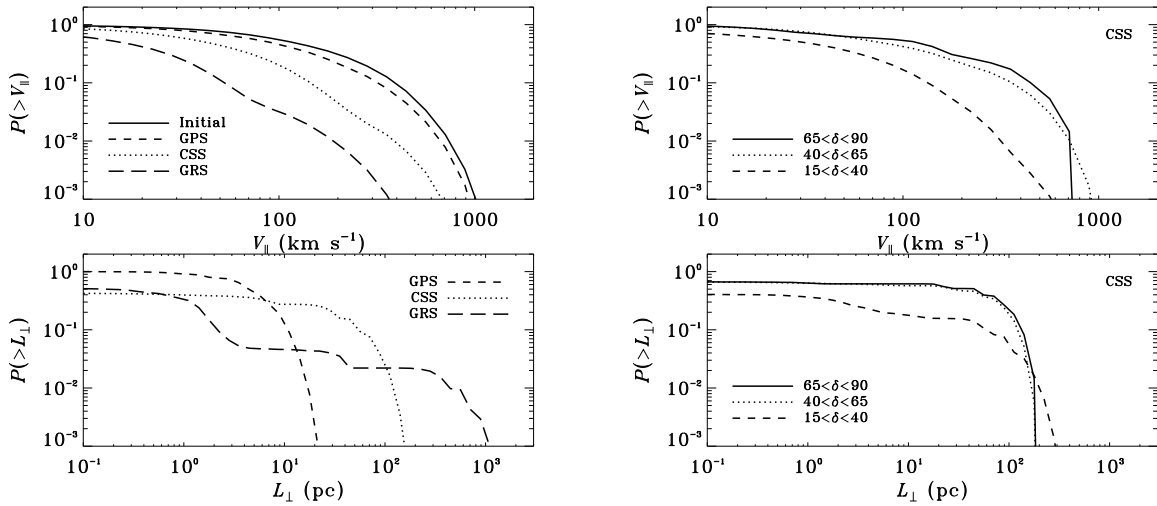 10⁰
10⁻¹
10⁻²
10⁻³
P(>V∥)
Initial
GPS
CSS
GRS
10 100 1000
V∥ (km s⁻¹)
10⁰
10⁻¹
10⁻²
10⁻³
P(>V∥)
CSS
65<δ<90
40<δ<65
15<δ<40
10 100 1000
V∥ (km s⁻¹)
10⁰
10⁻¹
10⁻²
10⁻³
P(>L⊥)
GPS
CSS
GRS
10⁻¹ 10⁰ 10¹ 10² 10³
L⊥ (pc)
10⁰
10⁻¹
10⁻²
10⁻³
P(>L⊥)
CSS
65<δ<90
40<δ<65
15<δ<40
10⁻¹ 10⁰ 10¹ 10² 10³
L⊥ (pc)